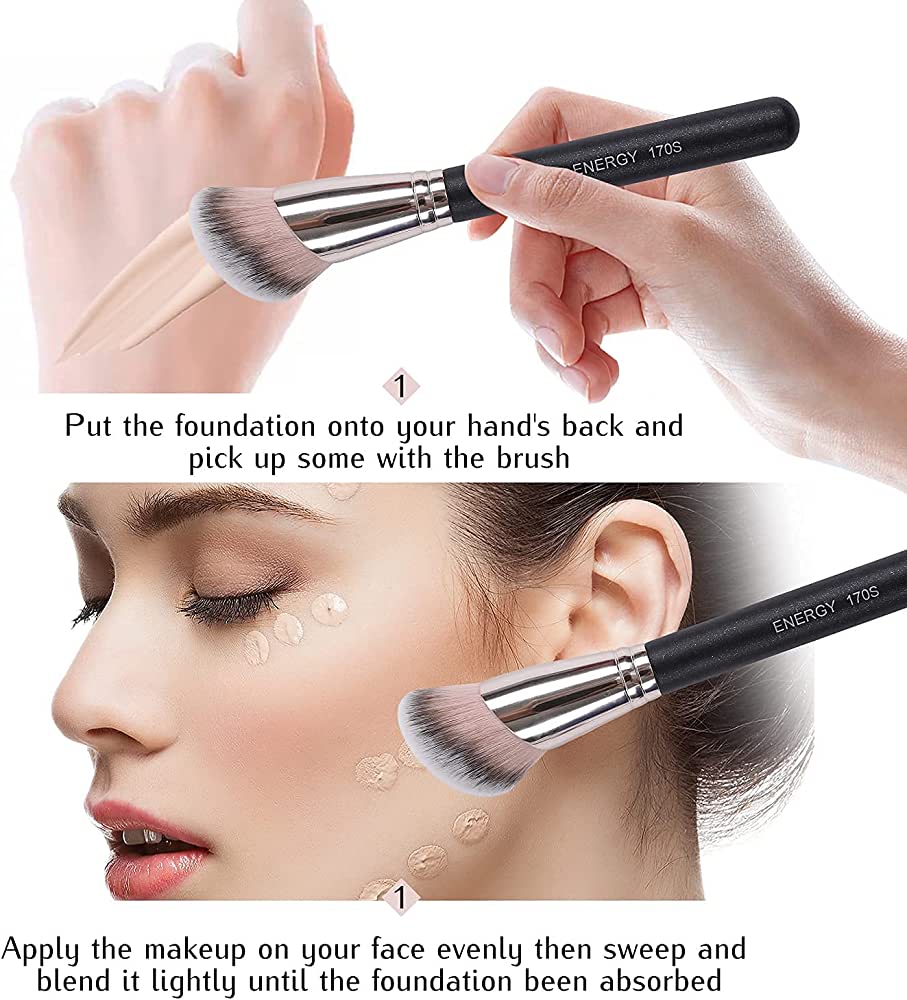 ENERGY 170S
1
Put the foundation onto your hand's back and
pick up some with the brush
ENERGY 170S
1
Apply the makeup on your face evenly then sweep and
blend it lightly until the foundation been absorbed